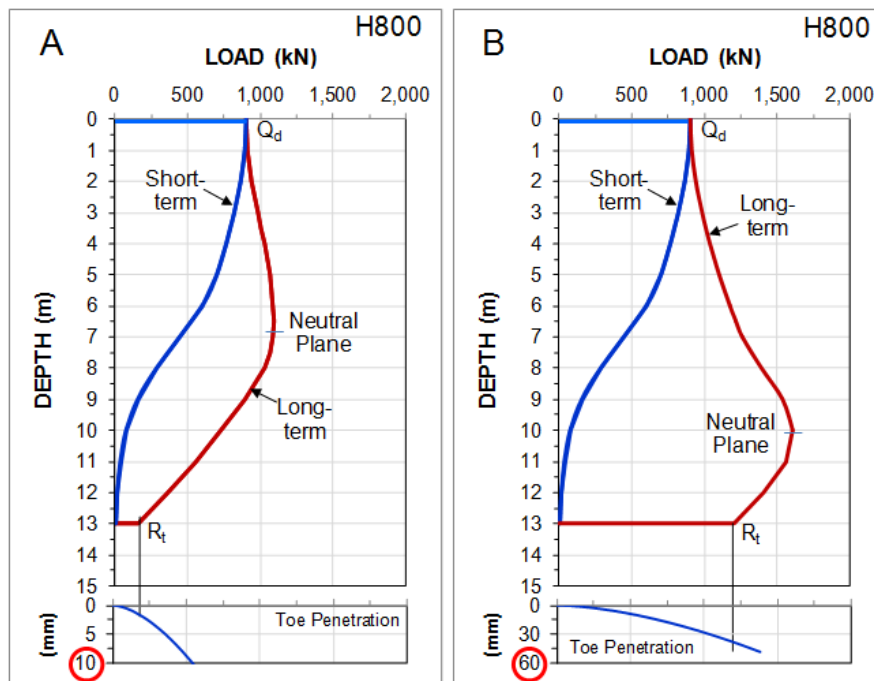 A
H800
LOAD (kN)
0 500 1,000 1,500 2,000
0
1
2
3
4
5
6
7
8
9
10
11
12
13
14
15
DEPTH (m)
Q_d
Short-
term
Neutral
Plane
Long-
term
R_t
0
5
10
(mm)
Toe Penetration
B
H800
LOAD (kN)
0 500 1,000 1,500 2,000
0
1
2
3
4
5
6
7
8
9
10
11
12
13
14
15
DEPTH (m)
Q_d
Short-
term
Long-
term
Neutral
Plane
R_t
0
30
60
(mm)
Toe Penetration